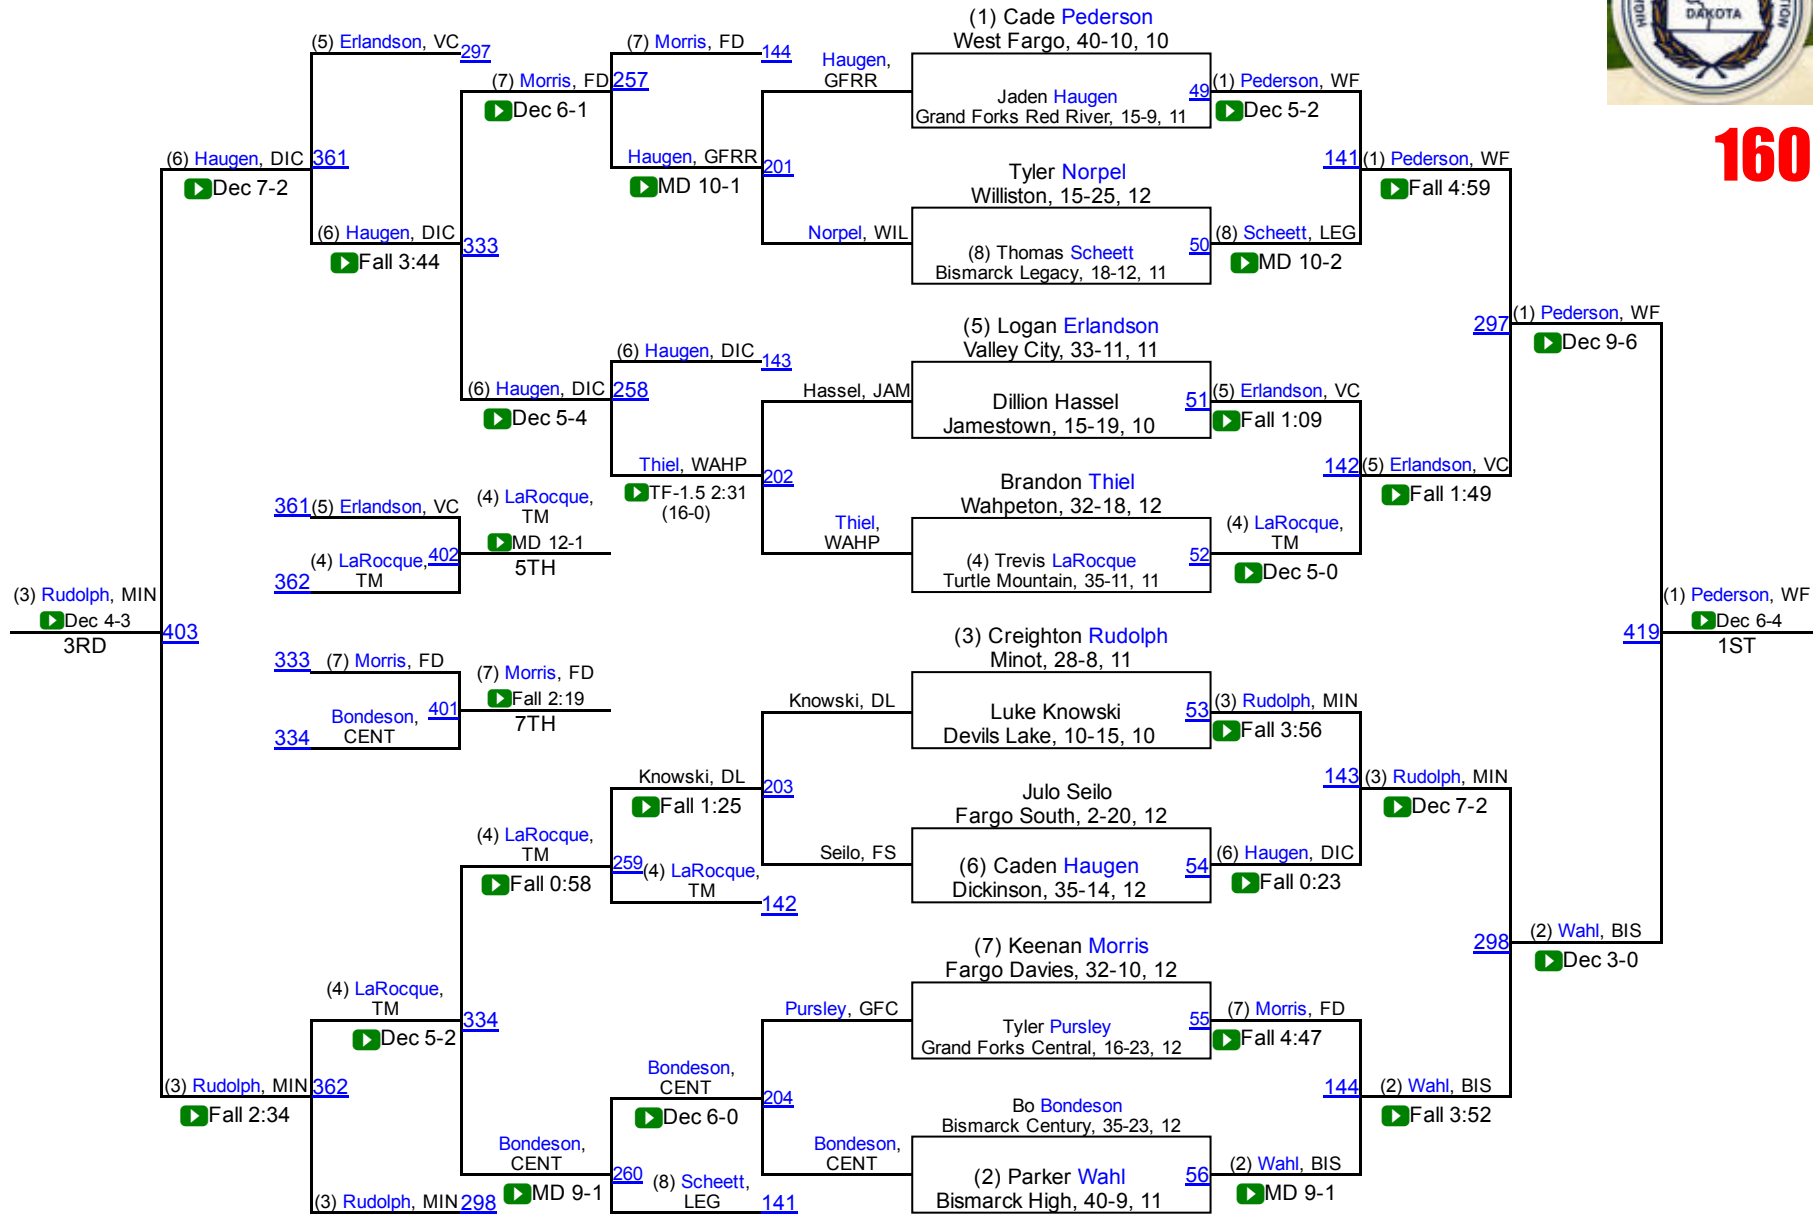 HIGH
DAKOTA
160
(5) Erlandson, VC
297
(7) Morris, FD
144
(7) Morris, FD
257
Dec 6-1
(6) Haugen, DIC
361
Dec 7-2
Haugen, GFRR
201
MD 10-1
(6) Haugen, DIC
333
Fall 3:44
(6) Haugen, DIC
143
(6) Haugen, DIC
258
Dec 5-4
Thiel, WAHP
202
TF-1.5 2:31
(16-0)
361
(5) Erlandson, VC
(4) LaRocque,
TM
362
402
(4) LaRocque,
TM
MD 12-1
5TH
(3) Rudolph, MIN
Dec 4-3
3RD
403
333
(7) Morris, FD
Bondeson,
CENT
334
401
(7) Morris, FD
Fall 2:19
7TH
Knowski, DL
203
Fall 1:25
(4) LaRocque,
TM
259
Fall 0:58
(4) LaRocque,
TM
142
(4) LaRocque,
TM
334
Dec 5-2
(3) Rudolph, MIN
362
Fall 2:34
Bondeson,
CENT
204
Dec 6-0
Bondeson,
CENT
260
MD 9-1
(8) Scheett,
LEG
141
(3) Rudolph, MIN
298
Haugen,
GFRR
Norpel, WIL
Hassel, JAM
Thiel,
WAHP
Knowski, DL
Seilo, FS
Pursley, GFC
Bondeson,
CENT
(1) Cade Pederson
West Fargo, 40-10, 10
Jaden Haugen
Grand Forks Red River, 15-9, 11
49
Tyler Norpel
Williston, 15-25, 12
(8) Thomas Scheett
Bismarck Legacy, 18-12, 11
50
(5) Logan Erlandson
Valley City, 33-11, 11
Dillion Hassel
Jamestown, 15-19, 10
51
Brandon Thiel
Wahpeton, 32-18, 12
(4) Trevis LaRocque
Turtle Mountain, 35-11, 11
52
(3) Creighton Rudolph
Minot, 28-8, 11
Luke Knowski
Devils Lake, 10-15, 10
53
Julo Seilo
Fargo South, 2-20, 12
(6) Caden Haugen
Dickinson, 35-14, 12
54
(7) Keenan Morris
Fargo Davies, 32-10, 12
Tyler Pursley
Grand Forks Central, 16-23, 12
55
Bo Bondeson
Bismarck Century, 35-23, 12
(2) Parker Wahl
Bismarck High, 40-9, 11
56
(1) Pederson, WF
Dec 5-2
(8) Scheett, LEG
MD 10-2
(5) Erlandson, VC
Fall 1:09
(4) LaRocque,
TM
Dec 5-0
(3) Rudolph, MIN
Fall 3:56
(6) Haugen, DIC
Fall 0:23
(7) Morris, FD
Fall 4:47
(2) Wahl, BIS
MD 9-1
141
(1) Pederson, WF
Fall 4:59
142
(5) Erlandson, VC
Fall 1:49
143
(3) Rudolph, MIN
Dec 7-2
144
(2) Wahl, BIS
Fall 3:52
297
(1) Pederson, WF
Dec 9-6
298
(2) Wahl, BIS
Dec 3-0
419
(1) Pederson, WF
Dec 6-4
1ST